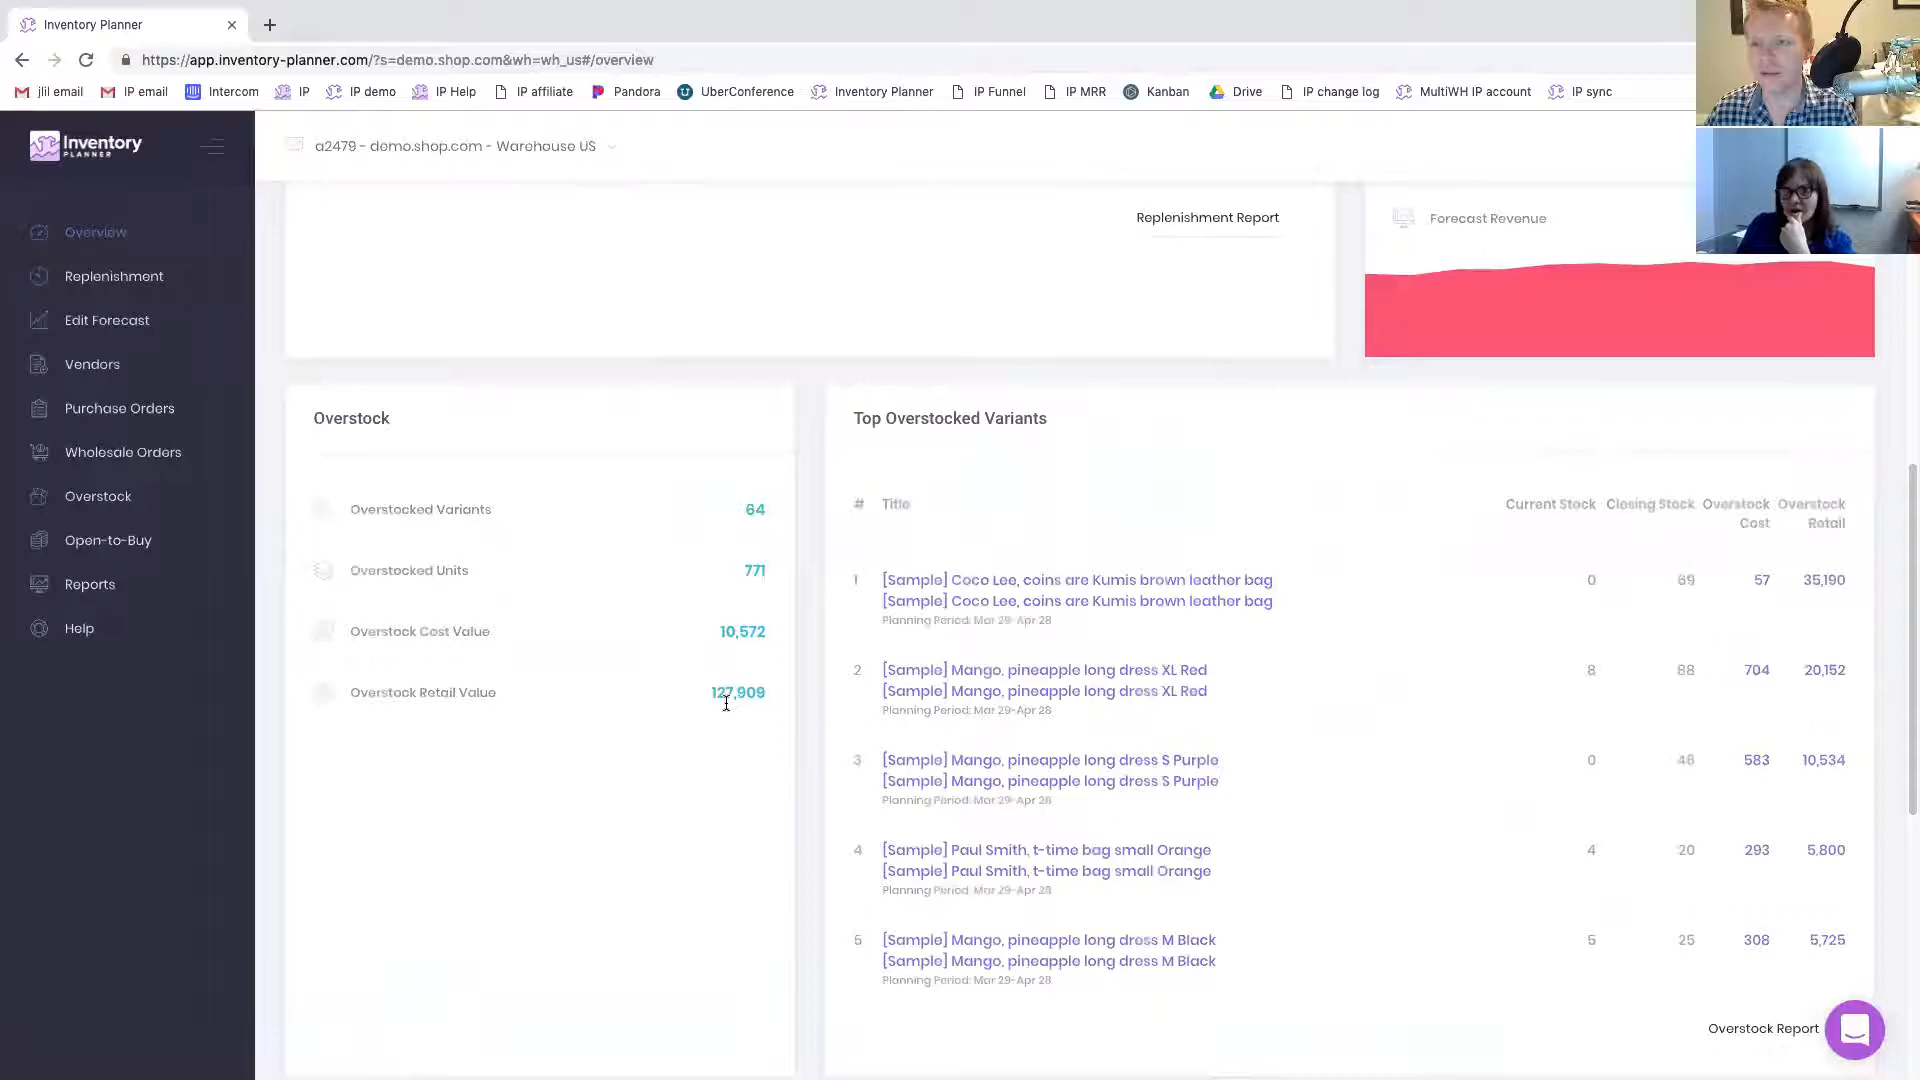 Inventory Planner
https://app.inventory-planner.com/?s=demo.shop.com&wh=wh_us#/overview
jlil email
IP email
Intercom
IP
IP demo
IP Help
IP affiliate
Pandora
UberConference
Inventory Planner
IP Funnel
IP MRR
Kanban
Drive
IP change log
MultiWH IP account
IP sync
Inventory
PLANNER
a2479 - demo.shop.com - Warehouse US
Overview
Replenishment
Edit Forecast
Vendors
Purchase Orders
Wholesale Orders
Overstock
Open-to-Buy
Reports
Help
Replenishment Report
Forecast Revenue
Overstock
Overstocked Variants 64
Overstocked Units 771
Overstock Cost Value 10,572
Overstock Retail Value 127,909
Top Overstocked Variants
# Title Current Stock Closing Stock Overstock Cost Overstock Retail
1 [Sample] Coco Lee, coins are Kumis brown leather bag 0 69 57 35,190
[Sample] Coco Lee, coins are Kumis brown leather bag
Planning Period: Mar 29-Apr 28
2 [Sample] Mango, pineapple long dress XL Red 8 88 704 20,152
[Sample] Mango, pineapple long dress XL Red
Planning Period: Mar 29-Apr 28
3 [Sample] Mango, pineapple long dress S Purple 0 46 583 10,534
[Sample] Mango, pineapple long dress S Purple
Planning Period: Mar 29-Apr 28
4 [Sample] Paul Smith, t-time bag small Orange 4 20 293 5,800
[Sample] Paul Smith, t-time bag small Orange
Planning Period: Mar 29-Apr 28
5 [Sample] Mango, pineapple long dress M Black 5 25 308 5,725
[Sample] Mango, pineapple long dress M Black
Planning Period: Mar 29-Apr 28
Overstock Report